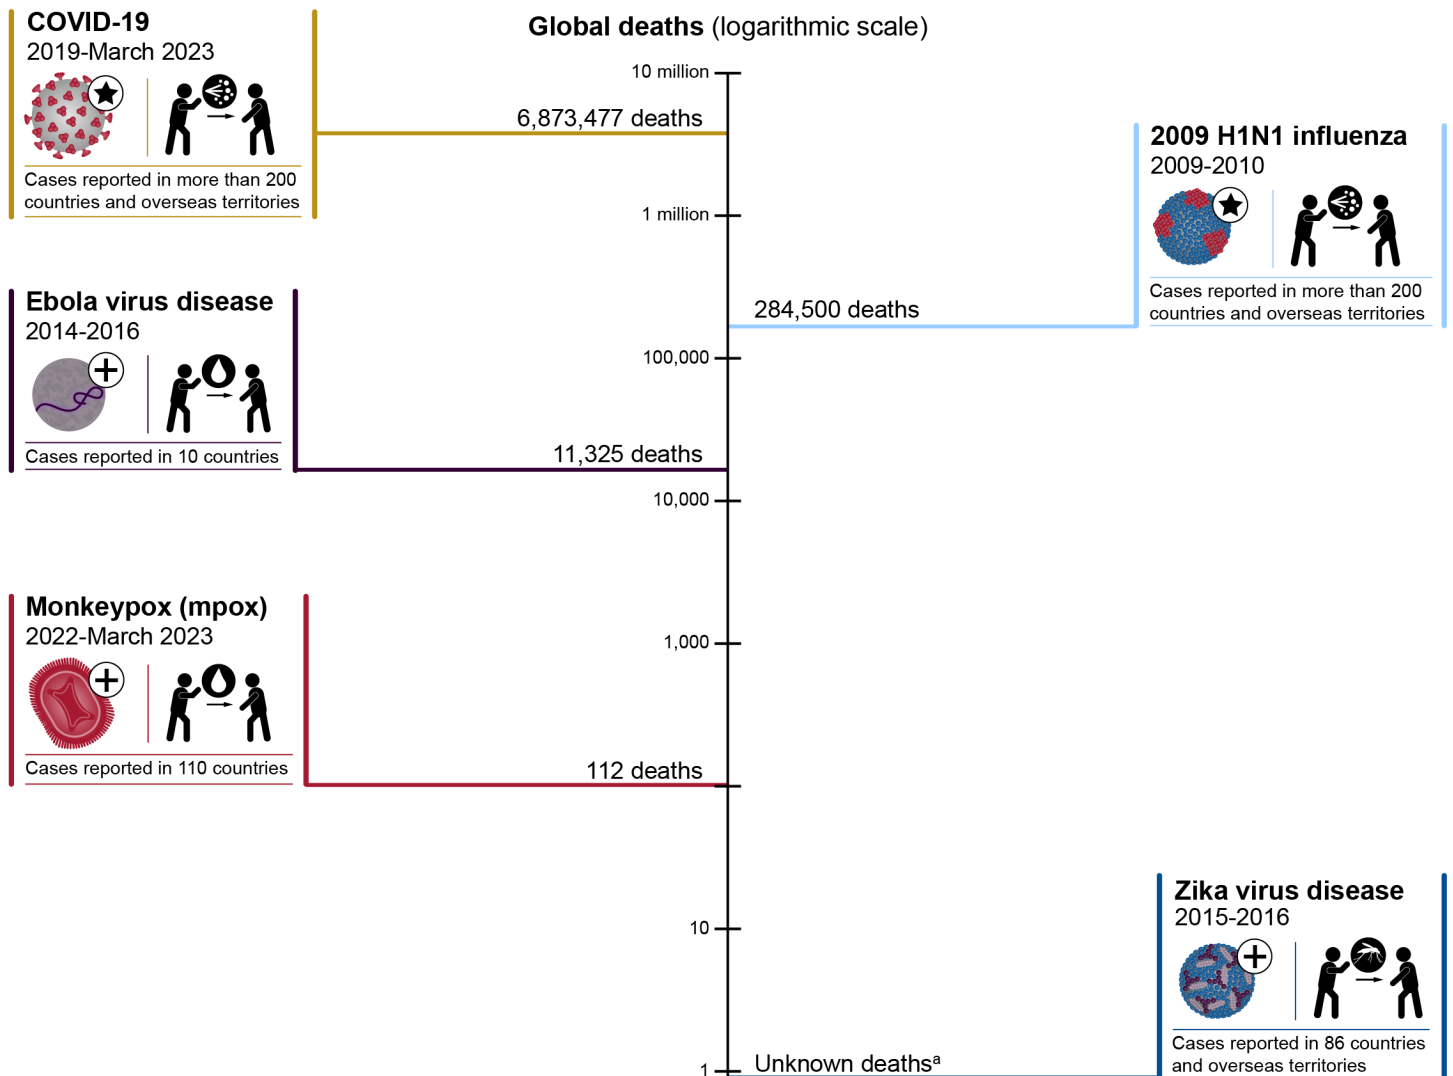 Global deaths (logarithmic scale)
COVID-19
2019-March 2023
Cases reported in more than 200
countries and overseas territories
10 million
6,873,477 deaths
2009 H1N1 influenza
2009-2010
Cases reported in more than 200
countries and overseas territories
1 million
284,500 deaths
Ebola virus disease
2014-2016
Cases reported in 10 countries
100,000
11,325 deaths
10,000
Monkeypox (mpox)
2022-March 2023
Cases reported in 110 countries
1,000
112 deaths
10
Zika virus disease
2015-2016
Cases reported in 86 countries
and overseas territories
Unknown deathsᵃ
1